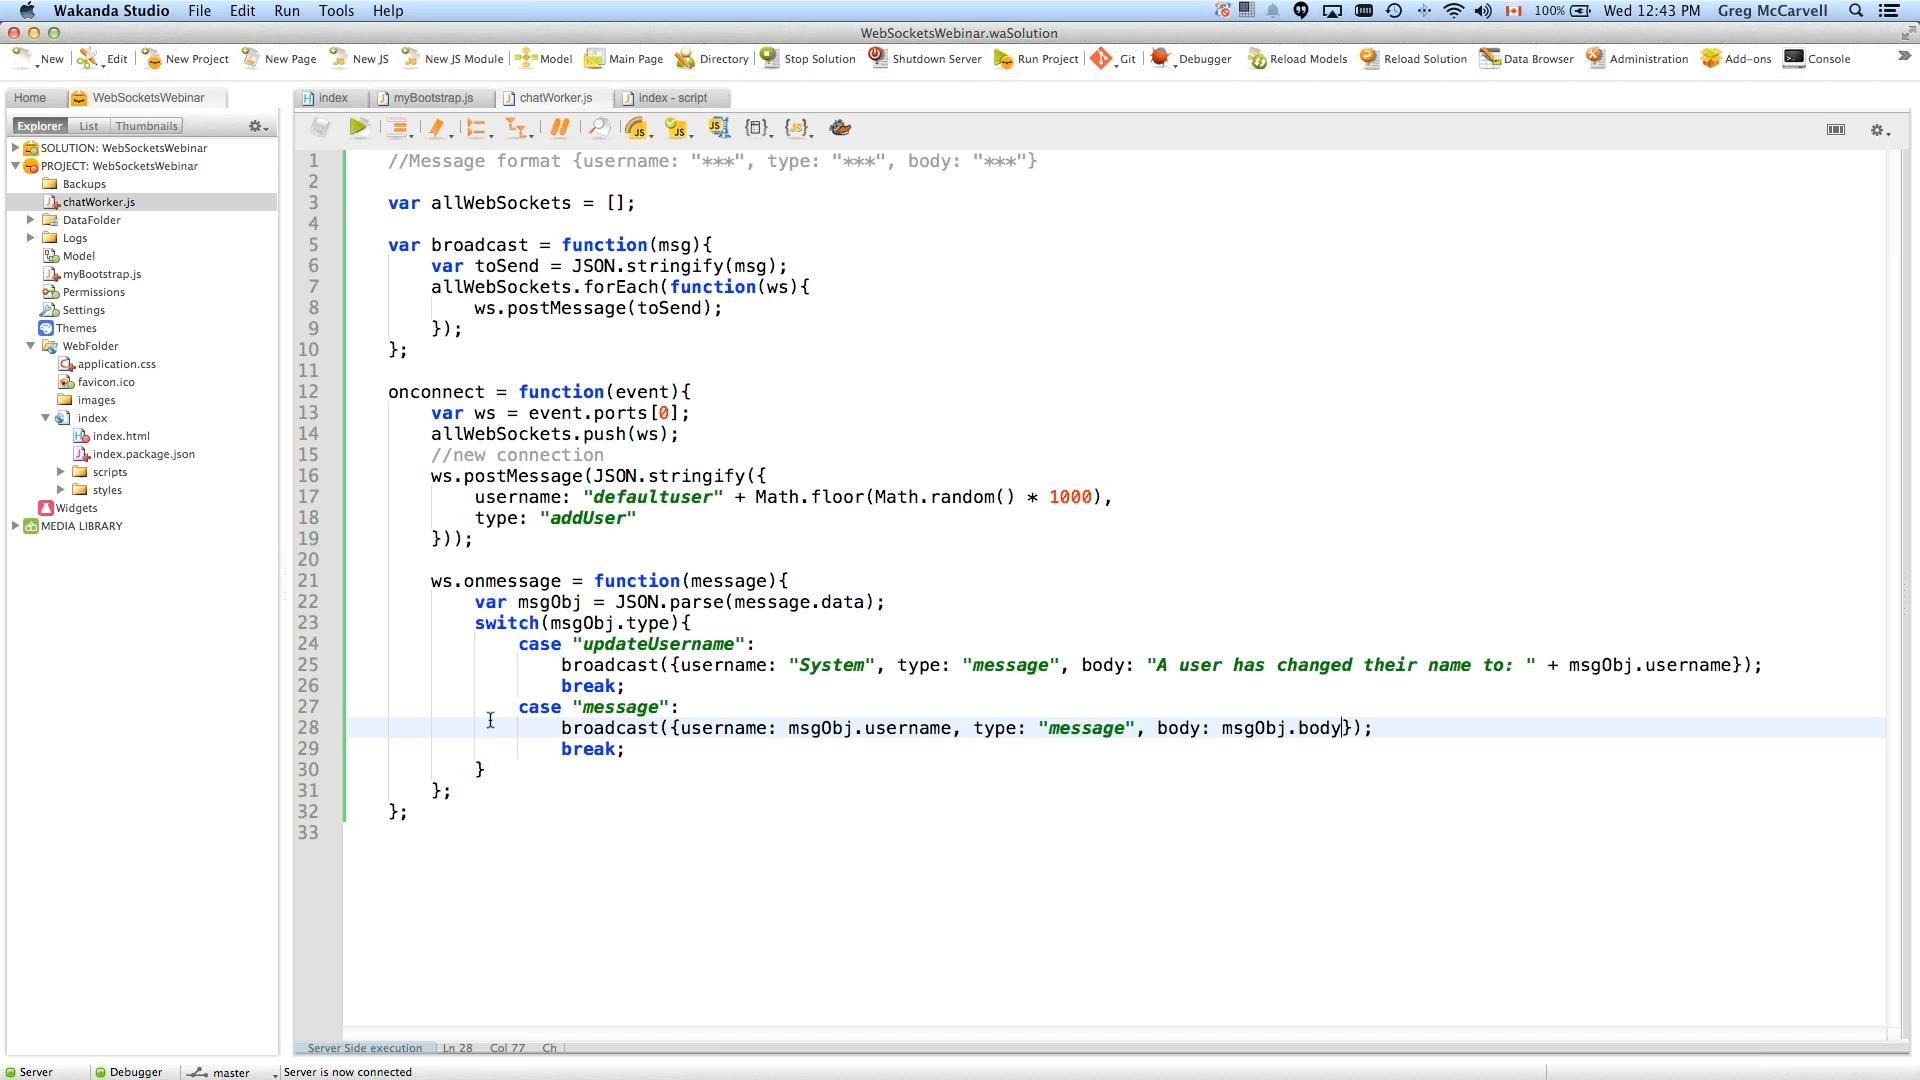 Wakanda Studio File Edit Run Tools Help 100% Wed 12:43 PM Greg McCarvell
WebSocketsWebinar.waSolution
New Edit New Project New Page New JS New JS Module Model Main Page Directory Stop Solution Shutdown Server Run Project Git Debugger Reload Models Reload Solution Data Browser Administration Add-ons Console
Home WebSocketsWebinar index myBootstrap.js chatWorker.js index - script
Explorer List Thumbnails
SOLUTION: WebSocketsWebinar
PROJECT: WebSocketsWebinar
Backups
chatWorker.js
DataFolder
Logs
Model
myBootstrap.js
Permissions
Settings
Themes
WebFolder
application.css
favicon.ico
images
index
index.html
index.package.json
scripts
styles
Widgets
MEDIA LIBRARY
1 //Message format {username: "***", type: "***", body: "***"}
2
3 var allWebSockets = [];
4
5 var broadcast = function(msg){
6 var toSend = JSON.stringify(msg);
7 allWebSockets.forEach(function(ws){
8 ws.postMessage(toSend);
9 });
10 };
11
12 onconnect = function(event){
13 var ws = event.ports[0];
14 allWebSockets.push(ws);
15 //new connection
16 ws.postMessage(JSON.stringify({
17 username: "defaultuser" + Math.floor(Math.random() * 1000),
18 type: "addUser"
19 }));
20
21 ws.onmessage = function(message){
22 var msgObj = JSON.parse(message.data);
23 switch(msgObj.type){
24 case "updateUsername":
25 broadcast({username: "System", type: "message", body: "A user has changed their name to: " + msgObj.username});
26 break;
27 case "message":
28 broadcast({username: msgObj.username, type: "message", body: msgObj.body});
29 break;
30 }
31 };
32 };
33
Server Side execution Ln 28 Col 77 Ch
Server Debugger master Server is now connected